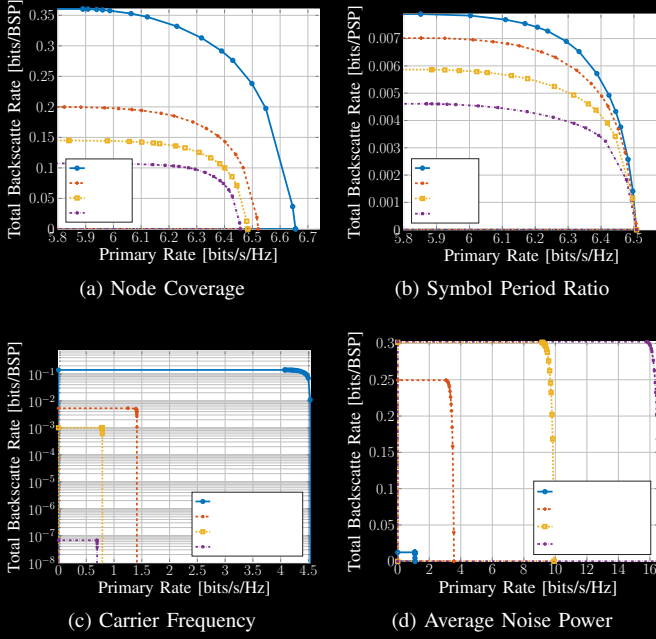 Total Backscatte Rate [bits/BSP]
0.35
0.3
0.25
0.2
0.15
0.1
0.05
0
5.8 5.9 6 6.1 6.2 6.3 6.4 6.5 6.6 6.7
Primary Rate [bits/s/Hz]
(a) Node Coverage
Total Backscatte Rate [bits/PSP]
0.007
0.006
0.005
0.004
0.003
0.002
0.001
0
5.8 5.9 6 6.1 6.2 6.3 6.4 6.5
Primary Rate [bits/s/Hz]
(b) Symbol Period Ratio
Total Backscatte Rate [bits/BSP]
10−1
10−2
10−3
10−4
10−5
10−6
10−7
10−8
0 0.5 1 1.5 2 2.5 3 3.5 4 4.5
Primary Rate [bits/s/Hz]
(c) Carrier Frequency
Total Backscatte Rate [bits/BSP]
0.3
0.25
0.2
0.15
0.1
0.05
0
0 2 4 6 8 10 12 14 16
Primary Rate [bits/s/Hz]
(d) Average Noise Power